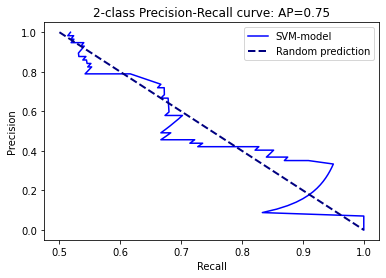 2-class Precision-Recall curve: AP=0.75
SVM-model
Random prediction
Precision
1.0
0.8
0.6
0.4
0.2
0.0
0.5 0.6 0.7 0.8 0.9 1.0
Recall